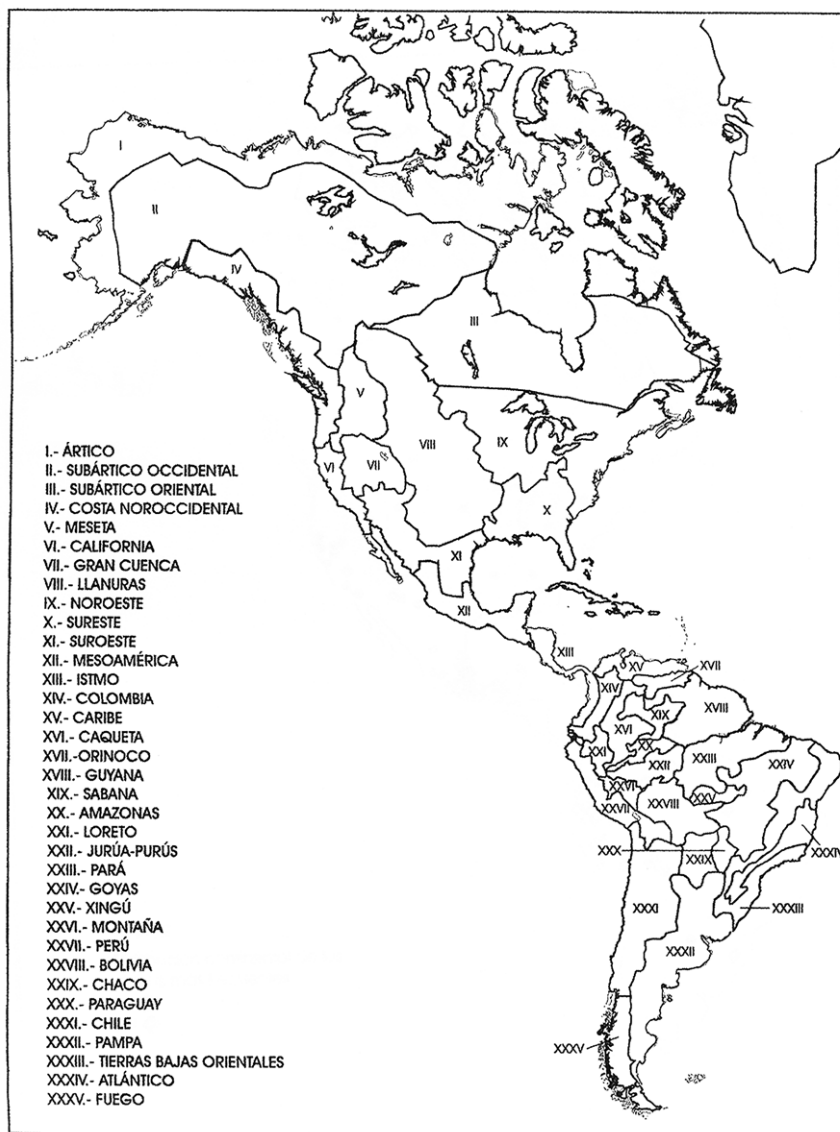 I
II
IV
III
V
VIII
IX
VI
VII
X
XI
XII
XIII
XV
XVII
XIV
XVIII
XIX
XVI
XX
XXI
XXII
XXIII
XXIV
XXVI
XXV
XXVII
XXVIII
XXX
XXIX
XXXIV
XXXI
XXXIII
XXXII
XXXV
I.- ÁRTICO
II.- SUBÁRTICO OCCIDENTAL
III.- SUBÁRTICO ORIENTAL
IV.- COSTA NOROCCIDENTAL
V.- MESETA
VI.- CALIFORNIA
VII.- GRAN CUENCA
VIII.- LLANURAS
IX.- NOROESTE
X.- SURESTE
XI.- SUROESTE
XII.- MESOAMÉRICA
XIII.- ISTMO
XIV.- COLOMBIA
XV.- CARIBE
XVI.- CAQUETA
XVII.-ORINOCO
XVIII.- GUYANA
XIX.- SABANA
XX.- AMAZONAS
XXI.- LORETO
XXII.- JURÚA-PURÚS
XXIII.- PARÁ
XXIV.- GOYAS
XXV.- XINGÚ
XXVI.- MONTAÑA
XXVII.- PERÚ
XXVIII.- BOLIVIA
XXIX.- CHACO
XXX.- PARAGUAY
XXXI.- CHILE
XXXII.- PAMPA
XXXIII.- TIERRAS BAJAS ORIENTALES
XXXIV.- ATLÁNTICO
XXXV.- FUEGO